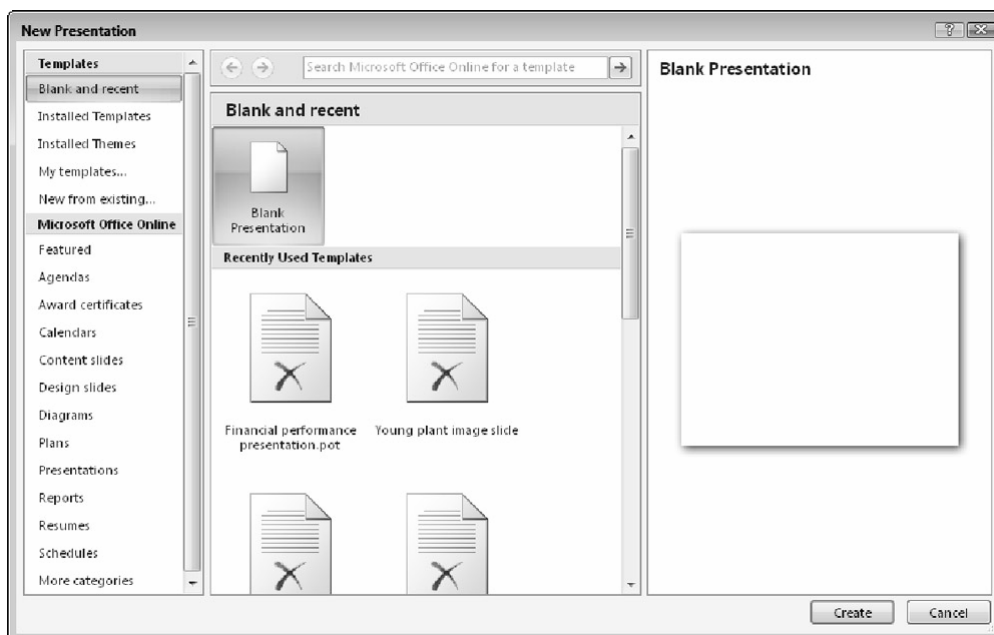 New Presentation
Templates
Blank and recent
Installed Templates
Installed Themes
My templates...
New from existing...
Microsoft Office Online
Featured
Agendas
Award certificates
Calendars
Content slides
Design slides
Diagrams
Plans
Presentations
Reports
Resumes
Schedules
More categories
Search Microsoft Office Online for a template
Blank and recent
Blank
Presentation
Recently Used Templates
Financial performance
presentation.pot
Young plant image slide
Blank Presentation
Create
Cancel